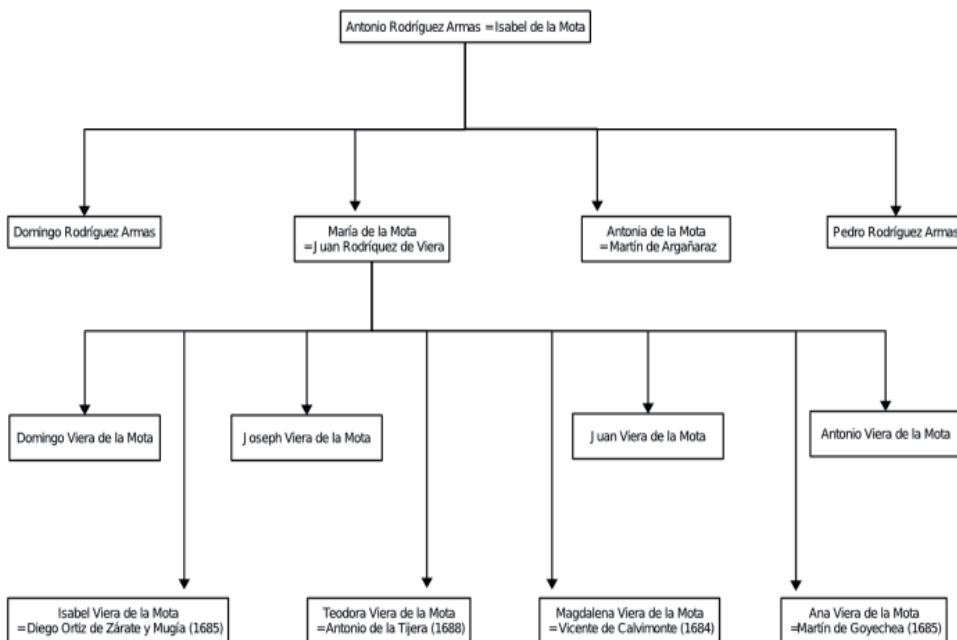 Antonio Rodríguez Armas = Isabel de la Mota
Domingo Rodríguez Armas
María de la Mota
= Juan Rodríquez de Viera
Antonia de la Mota
= Martín de Argañaraz
Pedro Rodríguez Armas
Domingo Viera de la Mota
Joseph Viera de la Mota
Juan Viera de la Mota
Antonio Viera de la Mota
Isabel Viera de la Mota
= Diego Ortiz de Zárate y Mugía (1685)
Teodora Viera de la Mota
= Antonio de la Tijera (1688)
Magdalena Viera de la Mota
= Vicente de Calvimonte (1684)
Ana Viera de la Mota
= Martín de Goyechea (1685)